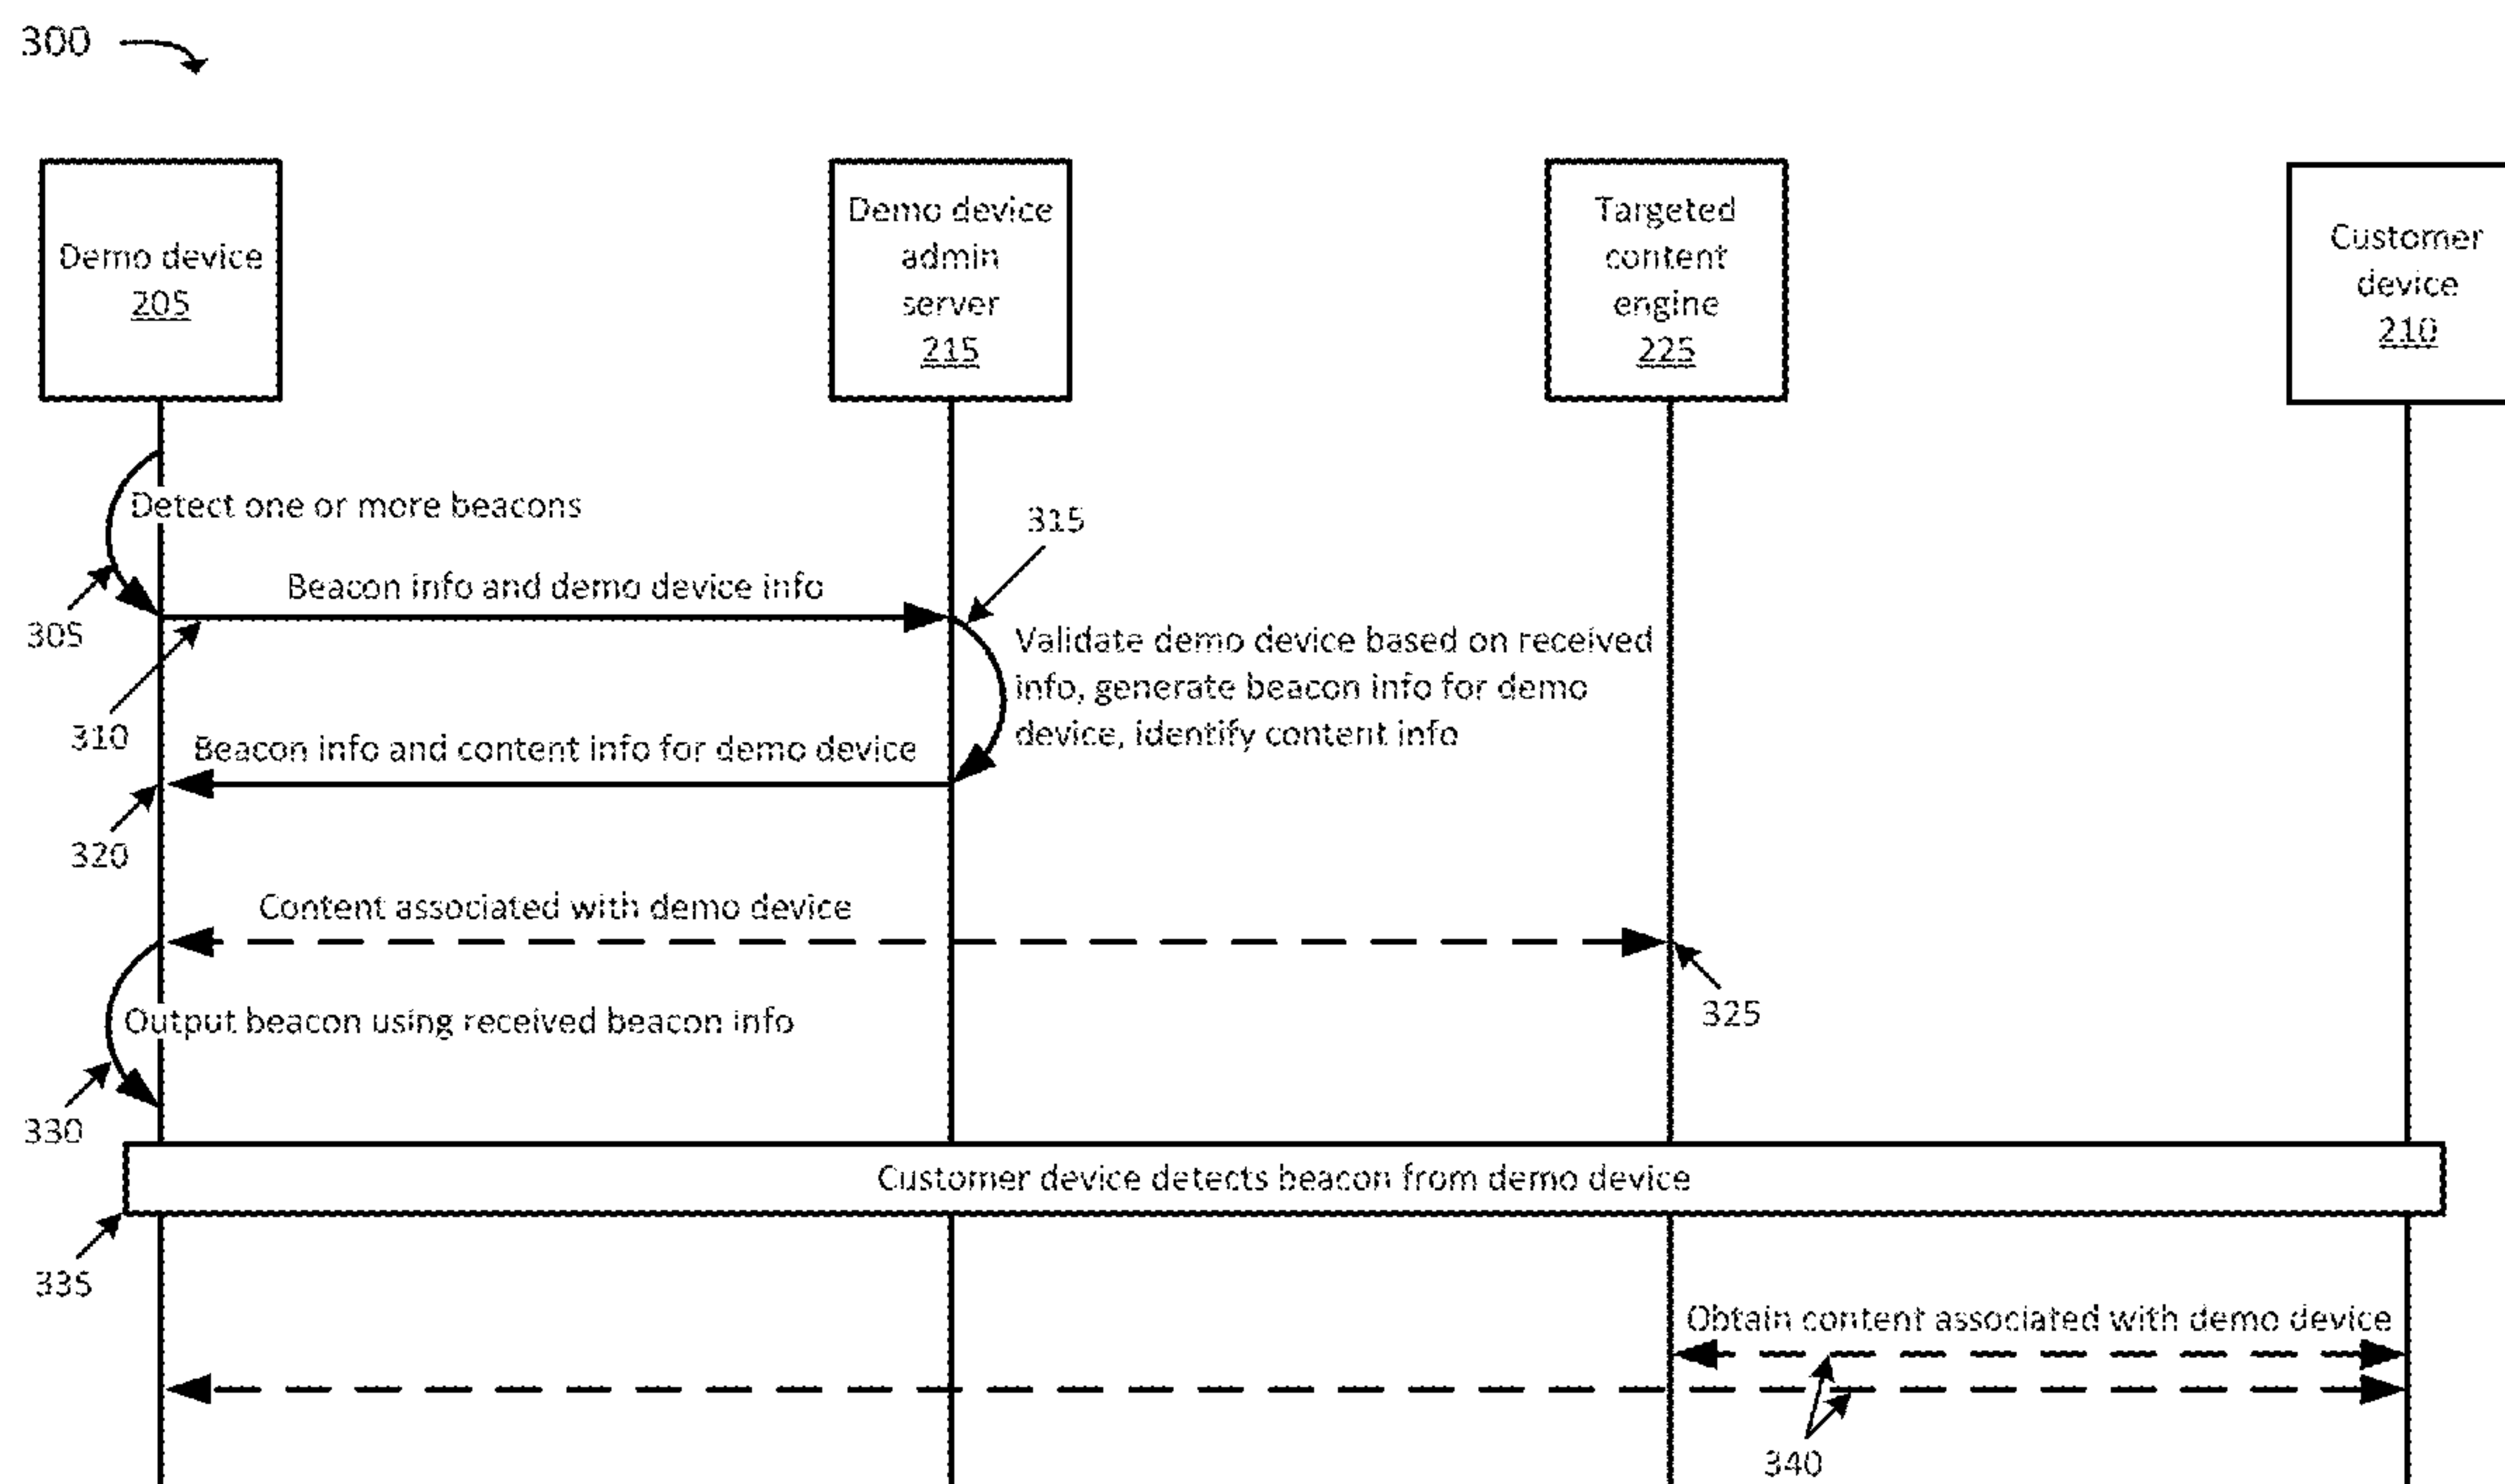 300
Demo device
205
Demo device
admin
server
215
Targeted
content
engine
225
Customer
device
210
Detect one or more beacons
305
Beacon info and demo device info
310
315
Validate demo device based on received
info, generate beacon info for demo
device, identify content info
Beacon info and content info for demo device
320
Content associated with demo device
325
Output beacon using received beacon info
330
Customer device detects beacon from demo device
335
Obtain content associated with demo device
340